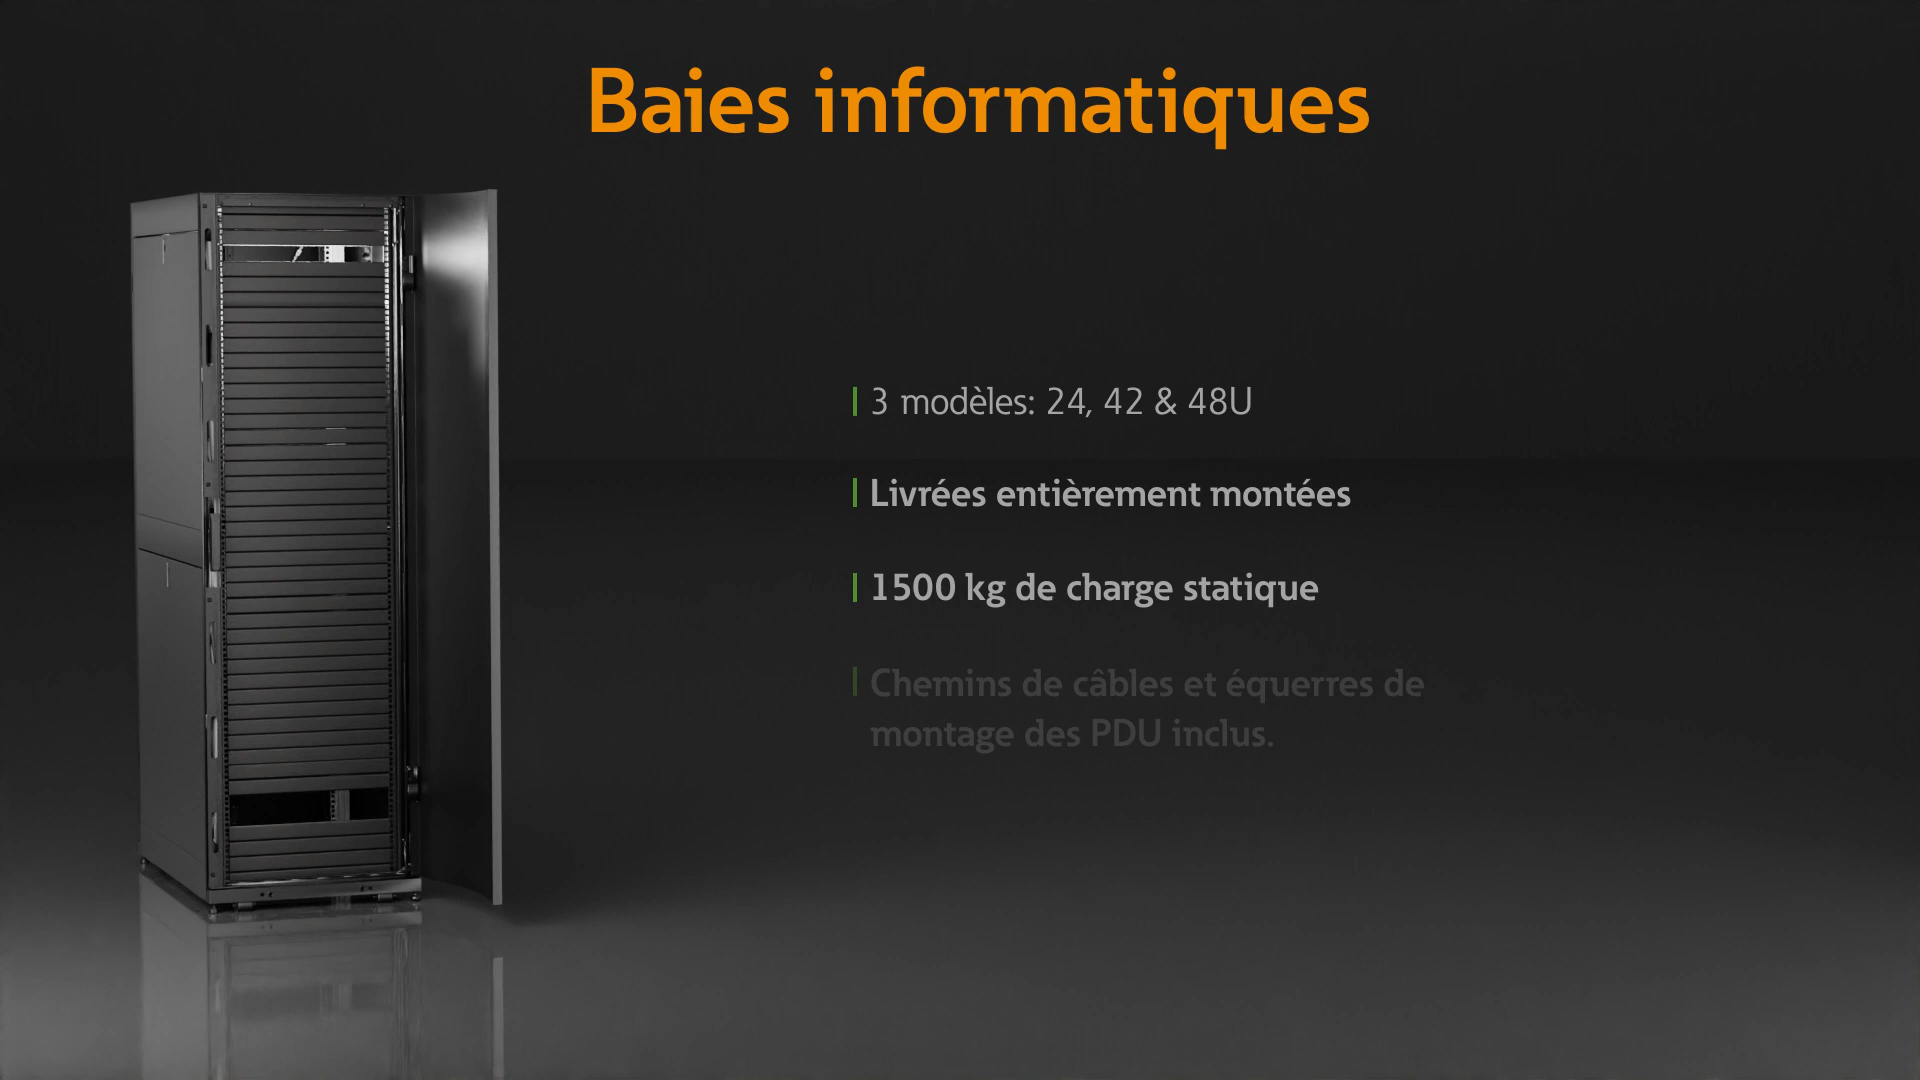 Baies informatiques
3 modèles: 24, 42 & 48U
Livrées entièrement montées
1500 kg de charge statique
Chemins de câbles et équerres de
montage des PDU inclus.